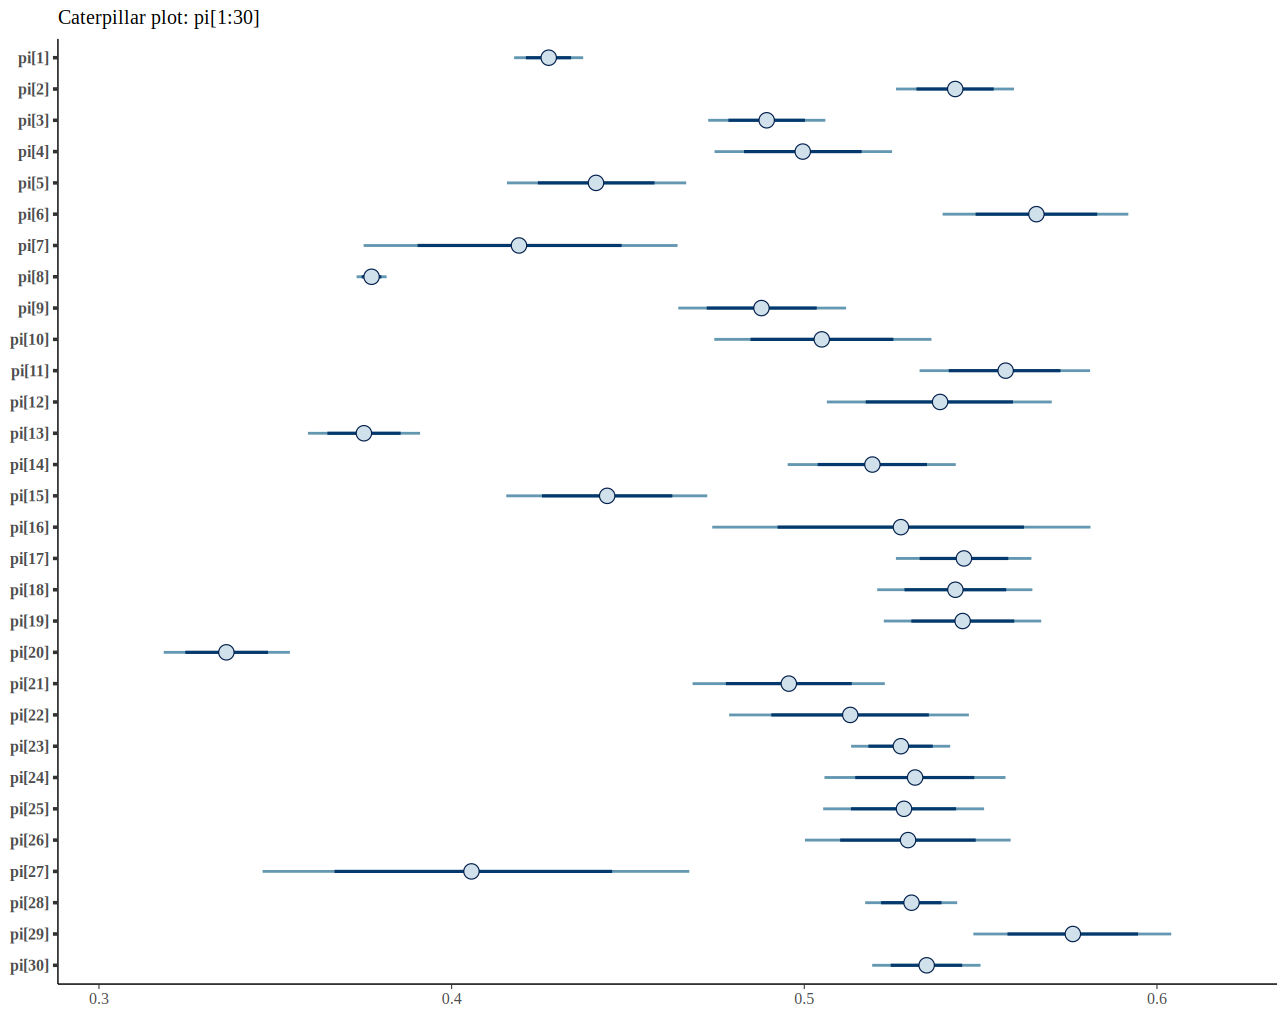 Caterpillar plot: pi[1:30]
pi[1]
pi[2]
pi[3]
pi[4]
pi[5]
pi[6]
pi[7]
pi[8]
pi[9]
pi[10]
pi[11]
pi[12]
pi[13]
pi[14]
pi[15]
pi[16]
pi[17]
pi[18]
pi[19]
pi[20]
pi[21]
pi[22]
pi[23]
pi[24]
pi[25]
pi[26]
pi[27]
pi[28]
pi[29]
pi[30]
0.3 0.4 0.5 0.6